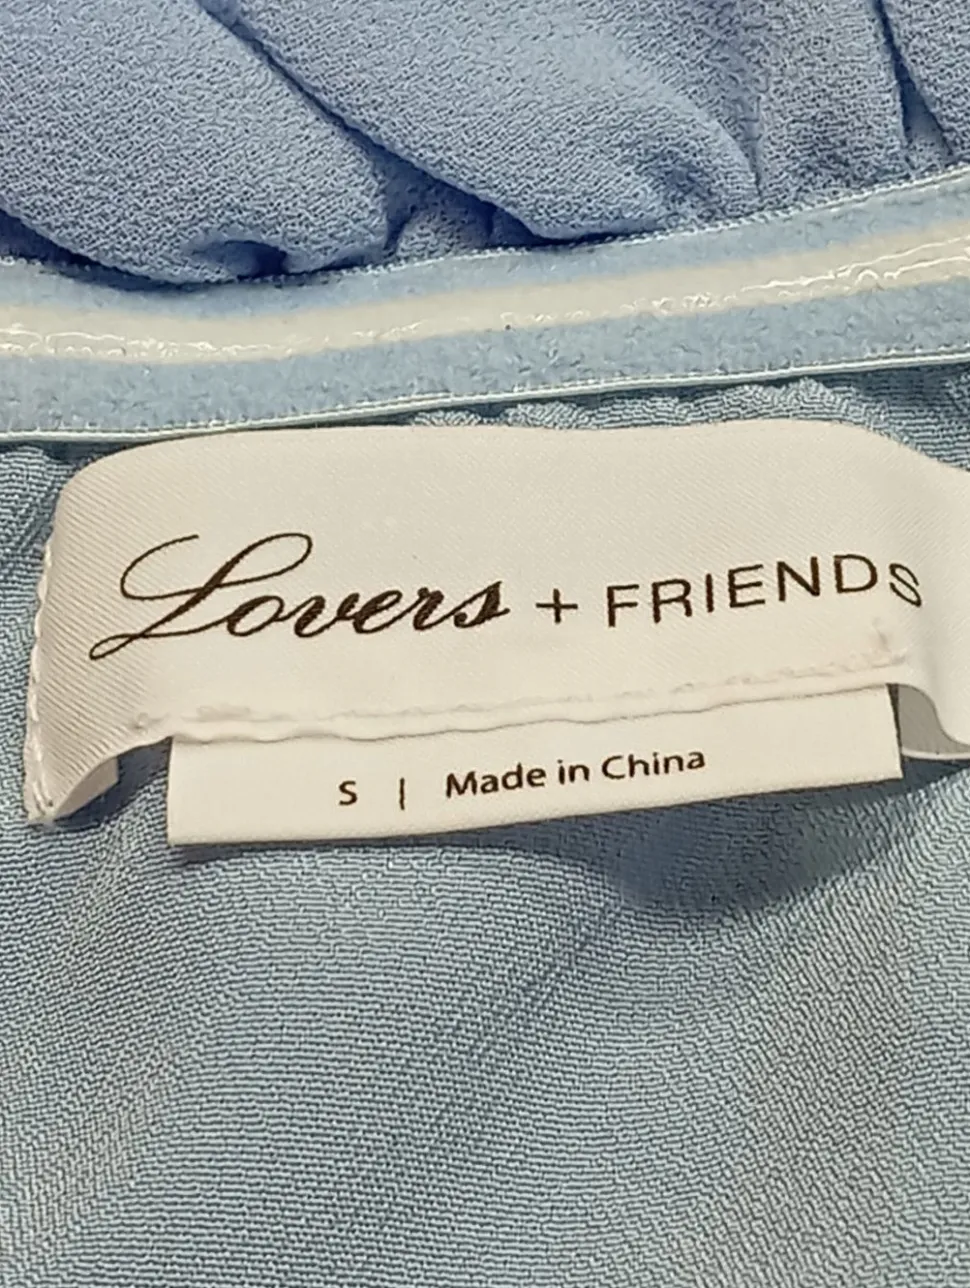 Lovers + FRIENDS
S | Made in China